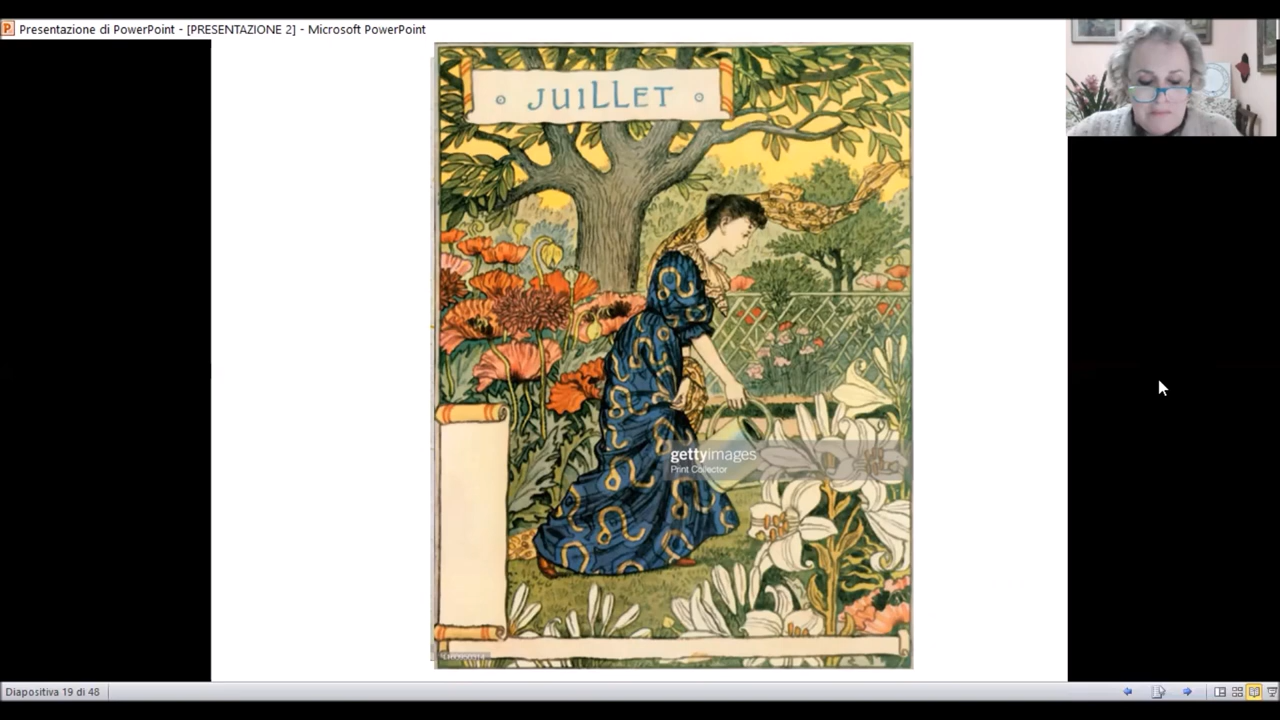 Presentazione di PowerPoint - [PRESENTAZIONE 2] - Microsoft PowerPoint
JUILLET
gettyimages
Print Collector
Diapositiva 19 di 48